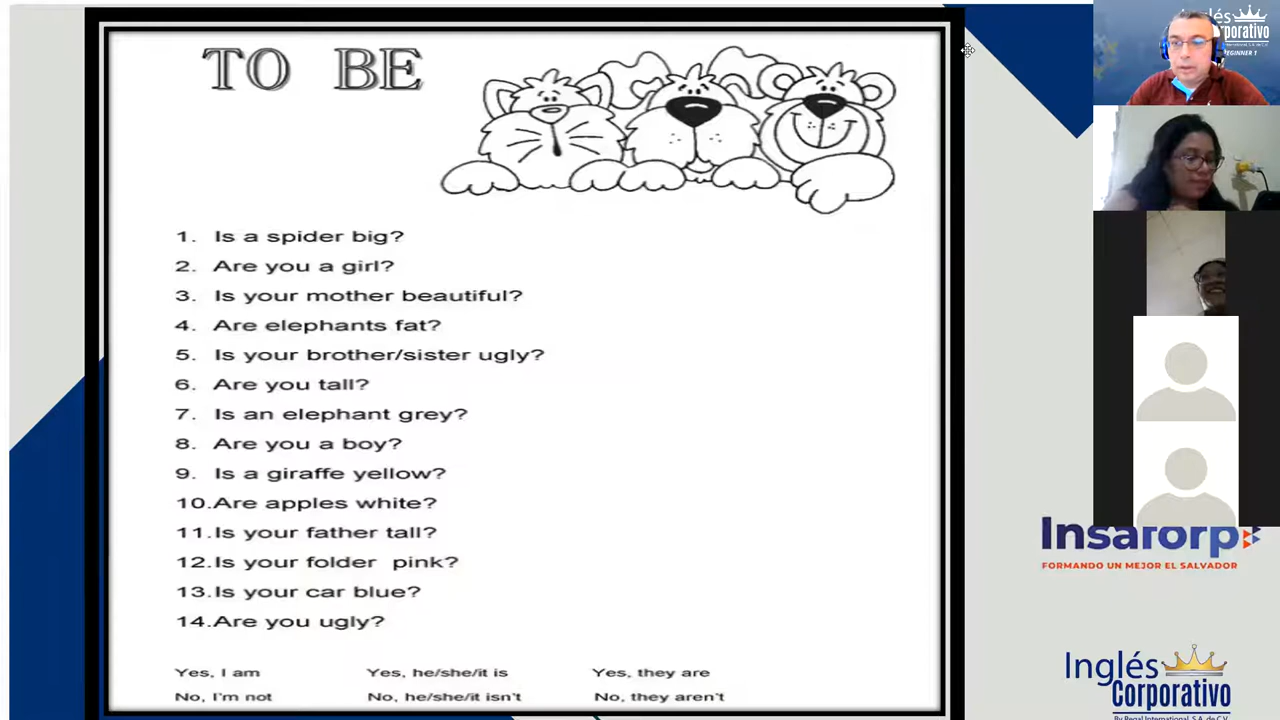 TO BE
1. Is a spider big?
2. Are you a girl?
3. Is your mother beautiful?
4. Are elephants fat?
5. Is your brother/sister ugly?
6. Are you tall?
7. Is an elephant grey?
8. Are you a boy?
9. Is a giraffe yellow?
10.Are apples white?
11.Is your father tall?
12.Is your folder pink?
13.Is your car blue?
14.Are you ugly?
Yes, I am Yes, he/she/it is Yes, they are
No, I'm not No, he/she/it isn't No, they aren't
Insaforp
FORMANDO UN MEJOR EL SALVADOR
Inglés
Corporativo
By Regal International, S.A. de C.V.